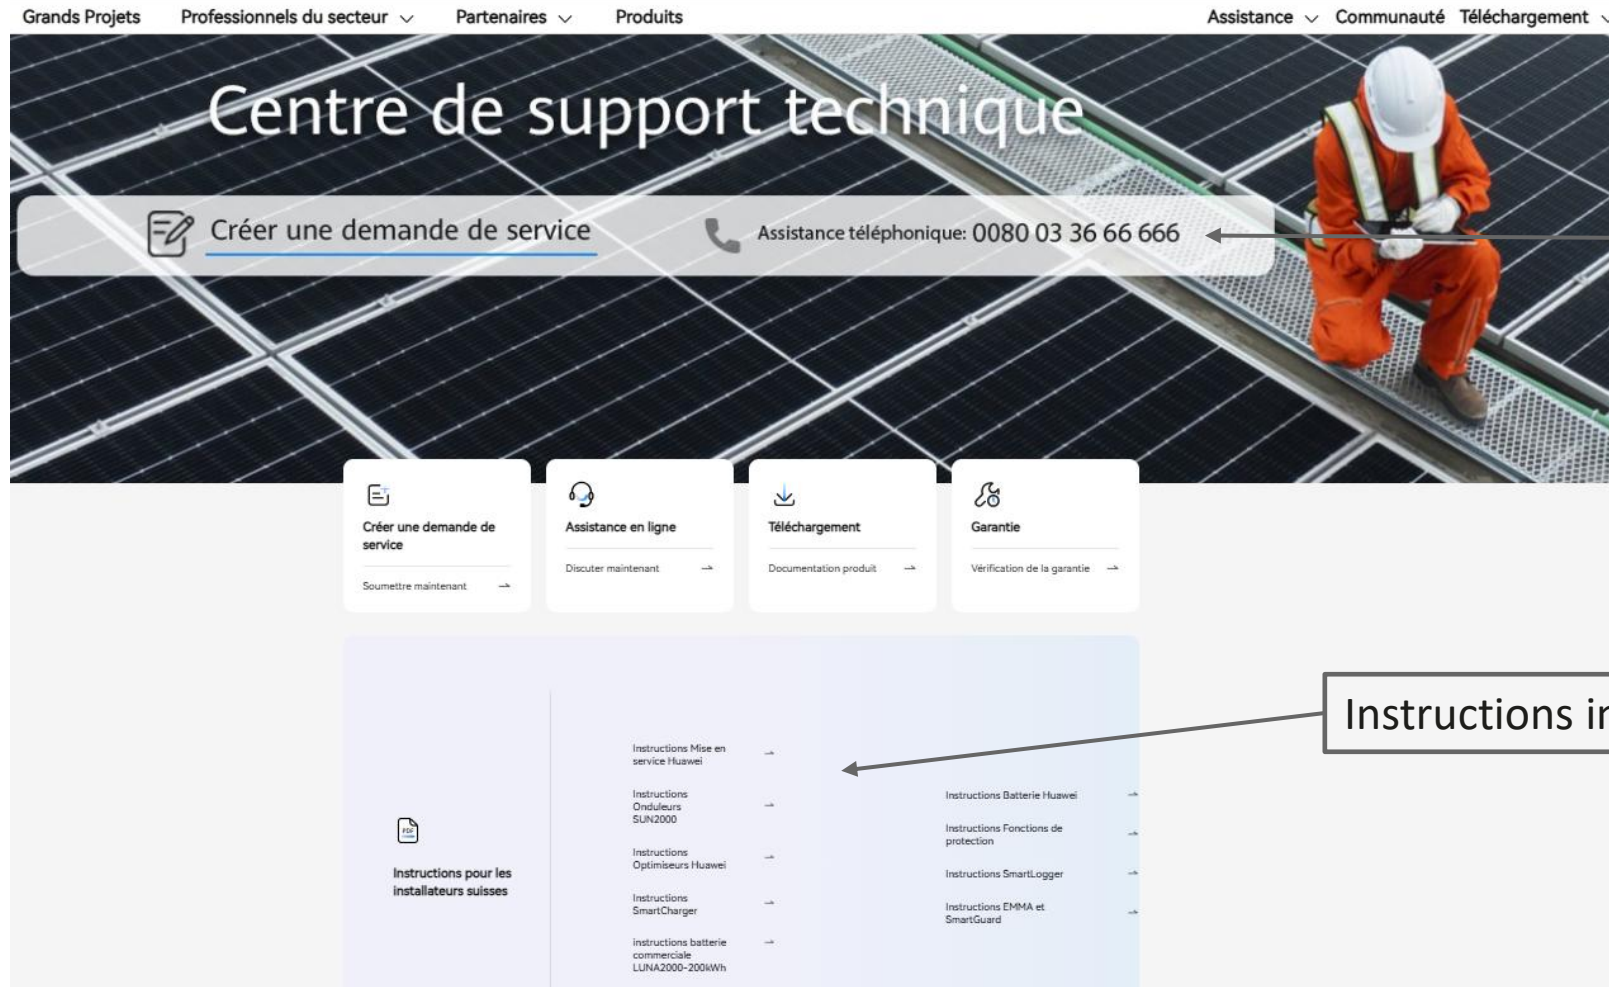 Grands Projets Professionnels du secteur Partenaires Produits Assistance Communauté Téléchargement
Centre de support technique
Créer une demande de service Assistance téléphonique: 0080 03 36 66 666
Créer une demande de
service
Soumettre maintenant
Assistance en ligne
Discuter maintenant
Téléchargement
Documentation produit
Garantie
Vérification de la garantie
Instructions
PDF
Instructions pour les
installateurs suisses
Instructions Mise en
service Huawei
Instructions
Onduleurs
SUN2000
Instructions
Optimiseurs Huawei
Instructions
SmartCharger
instructions batterie
commerciale
LUNA2000-200kWh
Instructions Batterie Huawei
Instructions Fonctions de
protection
Instructions SmartLogger
Instructions EMMA et
SmartGuard